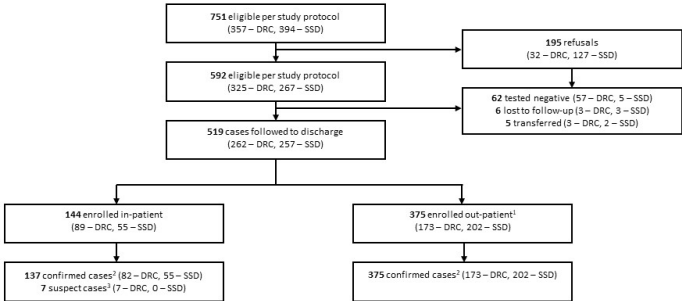 751 eligible per study protocol
(357 – DRC, 394 – SSD)
195 refusals
(32 – DRC, 127 – SSD)
592 eligible per study protocol
(325 – DRC, 267 – SSD)
62 tested negative (57 – DRC, 5 – SSD)
6 lost to follow-up (3 – DRC, 3 – SSD)
5 transferred (3 – DRC, 2 – SSD)
519 cases followed to discharge
(262 – DRC, 257 – SSD)
144 enrolled in-patient
(89 – DRC, 55 – SSD)
375 enrolled out-patient¹
(173 – DRC, 202 – SSD)
137 confirmed cases² (82 – DRC, 55 – SSD)
7 suspect cases³ (7 – DRC, 0 – SSD)
375 confirmed cases² (173 – DRC, 202 – SSD)